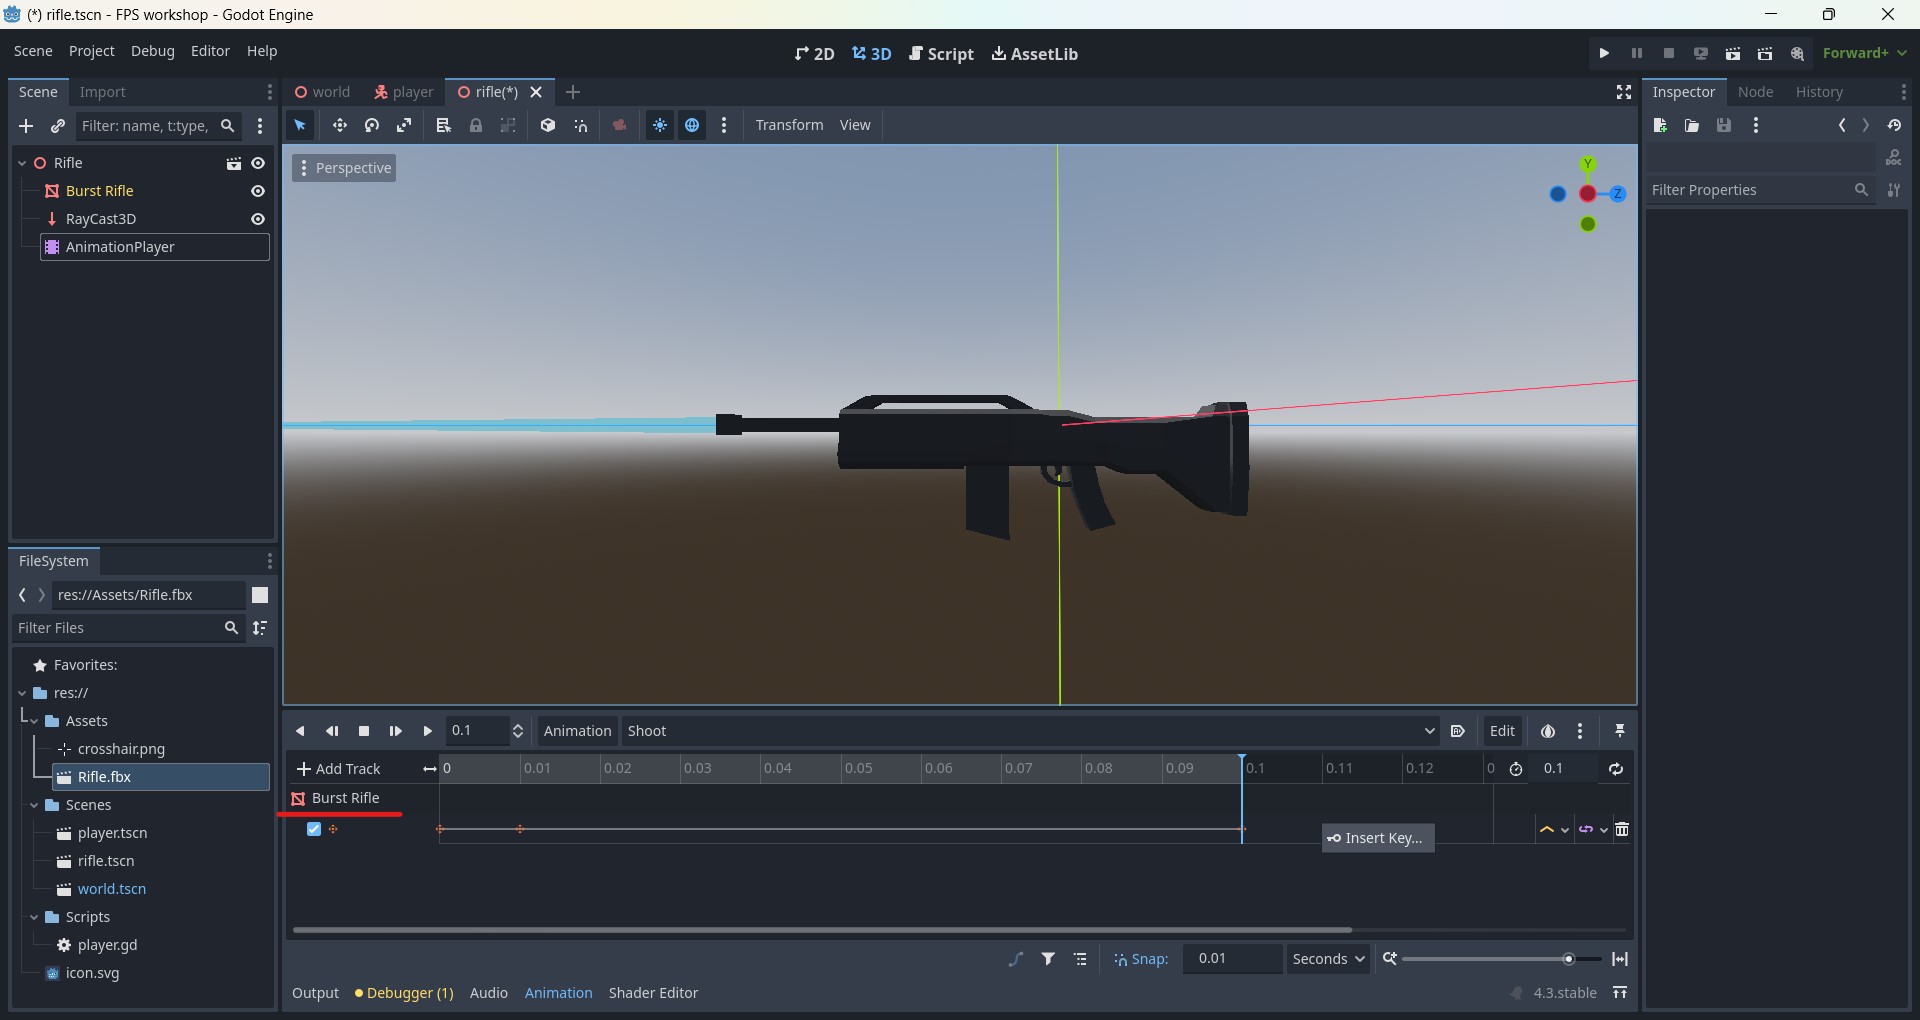 (*) rifle.tscn - FPS workshop - Godot Engine
Scene Project Debug Editor Help
2D 3D Script AssetLib
Forward+
Scene Import
world player rifle(*)
Inspector Node History
Filter: name, t:type,
Transform View
Rifle
Burst Rifle
RayCast3D
AnimationPlayer
Perspective
Y
Z
DOC
Filter Properties
FileSystem
res://Assets/Rifle.fbx
Filter Files
Favorites:
res://
Assets
crosshair.png
Rifle.fbx
Scenes
player.tscn
rifle.tscn
world.tscn
Scripts
player.gd
icon.svg
0.1 Animation Shoot Edit
Add Track 0 0.01 0.02 0.03 0.04 0.05 0.06 0.07 0.08 0.09 0.1 0.11 0.12 0 0.1
Burst Rifle
Insert Key...
Snap: 0.01 Seconds
Output Debugger (1) Audio Animation Shader Editor 4.3.stable